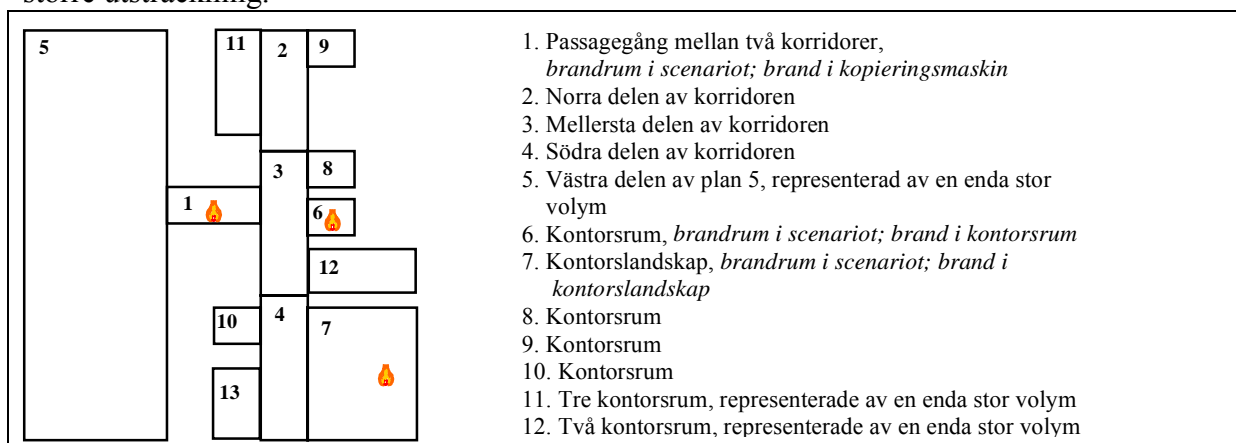 större utsträckning.
5
11
2
9
3
8
1
6
12
10
4
7
13
1. Passagegång mellan två korridorer,
brandrum i scenariot; brand i kopieringsmaskin
2. Norra delen av korridoren
3. Mellersta delen av korridoren
4. Södra delen av korridoren
5. Västra delen av plan 5, representerad av en enda stor
volym
6. Kontorsrum, brandrum i scenariot; brand i kontorsrum
7. Kontorslandskap, brandrum i scenariot; brand i
kontorslandskap
8. Kontorsrum
9. Kontorsrum
10. Kontorsrum
11. Tre kontorsrum, representerade av en enda stor volym
12. Två kontorsrum, representerade av en enda stor volym